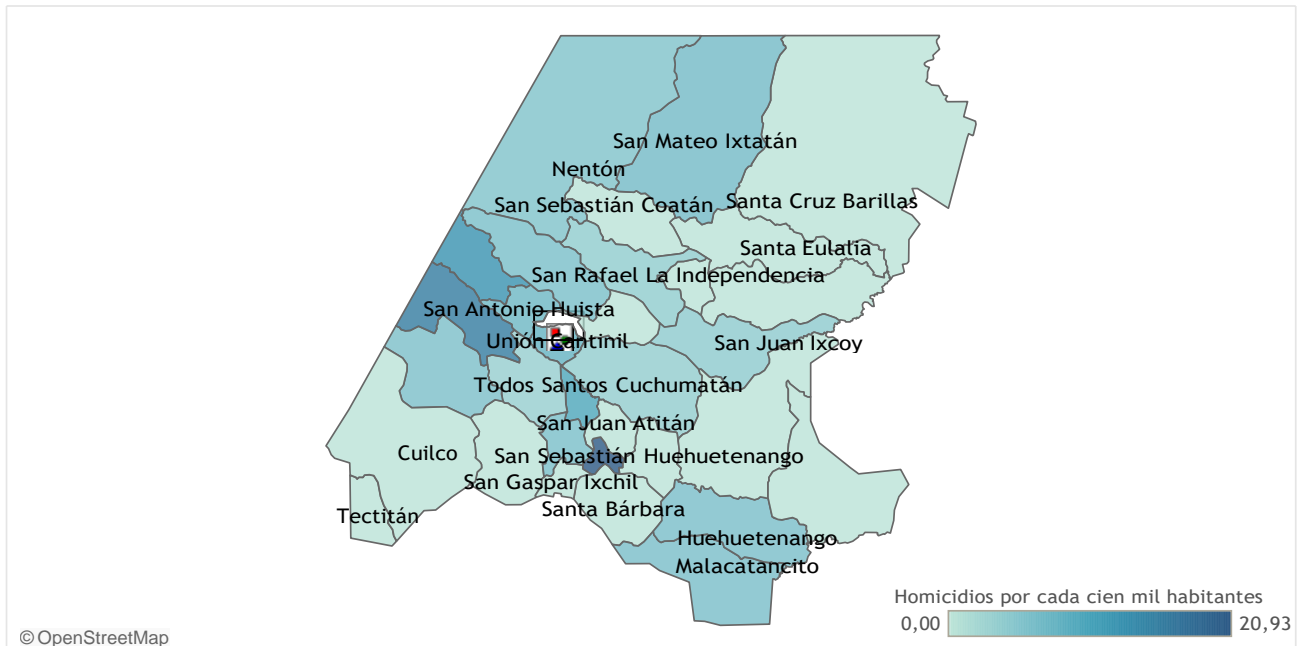 San Mateo Ixtatán
Nentón
San Sebastián Coatán
Santa Cruz Barillas
Santa Eulalia
San Rafael La Independencia
San Antonio Huista
Unión Cantinil
San Juan Ixcoy
Todos Santos Cuchumatán
San Juan Atitán
Cuilco
San Sebastián Huehuetenango
San Gaspar Ixchil
Santa Bárbara
Tectitán
Huehuetenango
Malacatancito
Homicidios por cada cien mil habitantes
0,00
20,93
© OpenStreetMap